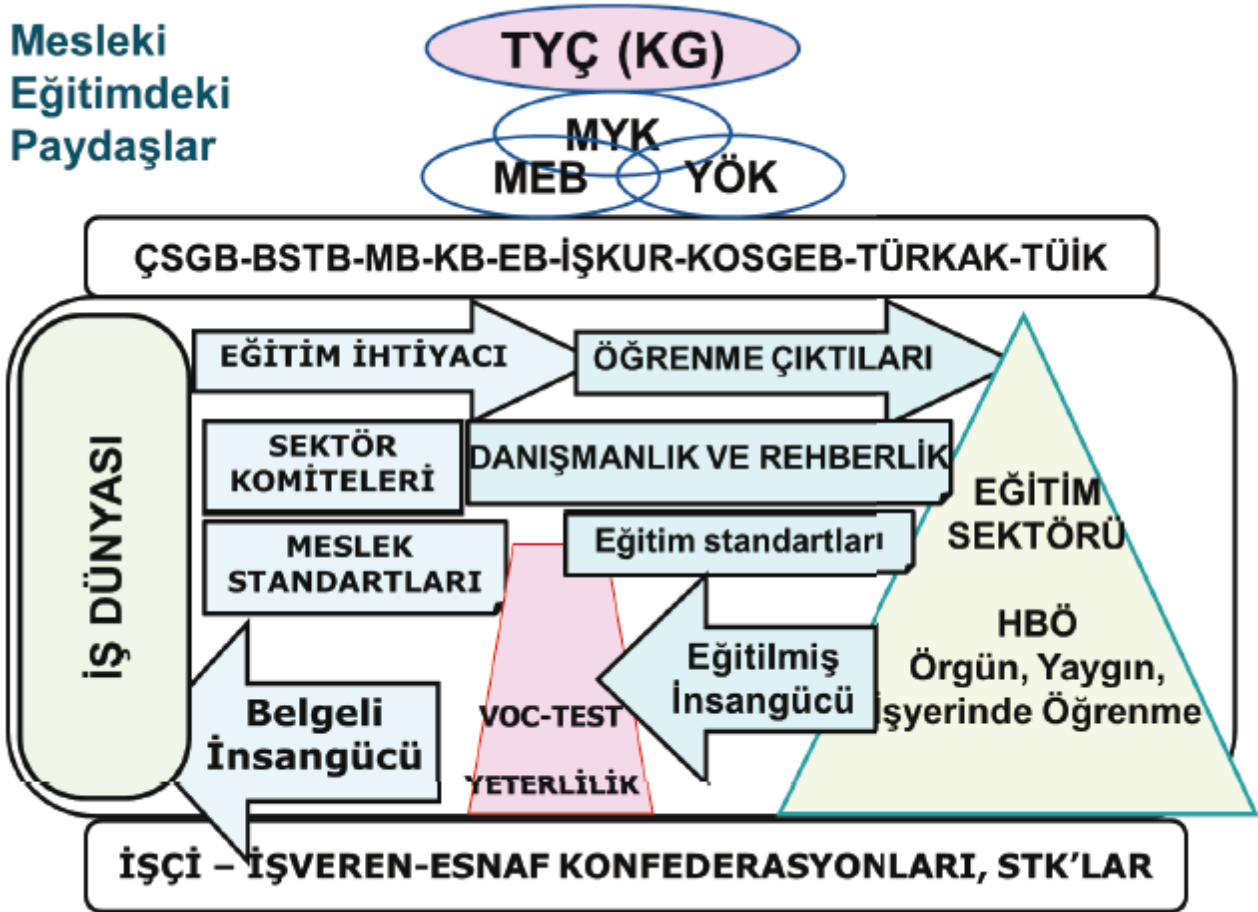 Mesleki
Eğitimdeki
Paydaşlar
TYÇ (KG)
MYK
MEB
YÖK
ÇSGB-BSTB-MB-KB-EB-İŞKUR-KOSGEB-TÜRKAK-TÜİK
İŞ DÜNYASI
EĞİTİM İHTİYACI
ÖĞRENME ÇIKTILARI
SEKTÖR
KOMİTELERİ
DANIŞMANLIK VE REHBERLİK
MESLEK
STANDARTLARI
Eğitim standartları
EĞİTİM
SEKTÖRÜ
HBÖ
Örgün, Yaygın,
İşyerinde Öğrenme
Eğitilmiş
İnsangücü
VOC-TEST
YETERLİLİK
Belgeli
İnsangücü
İŞÇİ – İŞVEREN-ESNAF KONFEDERASYONLARI, STK’LAR